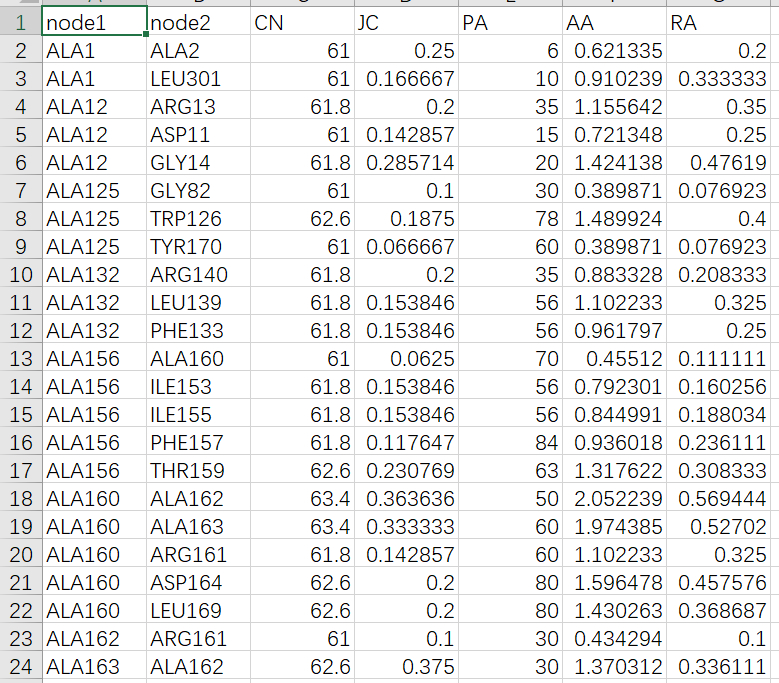 1 node1 node2 CN JC PA AA RA
2 ALA1 ALA2 61 0.25 6 0.621335 0.2
3 ALA1 LEU301 61 0.166667 10 0.910239 0.333333
4 ALA12 ARG13 61.8 0.2 35 1.155642 0.35
5 ALA12 ASP11 61 0.142857 15 0.721348 0.25
6 ALA12 GLY14 61.8 0.285714 20 1.424138 0.47619
7 ALA125 GLY82 61 0.1 30 0.389871 0.076923
8 ALA125 TRP126 62.6 0.1875 78 1.489924 0.4
9 ALA125 TYR170 61 0.066667 60 0.389871 0.076923
10 ALA132 ARG140 61.8 0.2 35 0.883328 0.208333
11 ALA132 LEU139 61.8 0.153846 56 1.102233 0.325
12 ALA132 PHE133 61.8 0.153846 56 0.961797 0.25
13 ALA156 ALA160 61 0.0625 70 0.45512 0.111111
14 ALA156 ILE153 61.8 0.153846 56 0.792301 0.160256
15 ALA156 ILE155 61.8 0.153846 56 0.844991 0.188034
16 ALA156 PHE157 61.8 0.117647 84 0.936018 0.236111
17 ALA156 THR159 62.6 0.230769 63 1.317622 0.308333
18 ALA160 ALA162 63.4 0.363636 50 2.052239 0.569444
19 ALA160 ALA163 63.4 0.333333 60 1.974385 0.52702
20 ALA160 ARG161 61.8 0.142857 60 1.102233 0.325
21 ALA160 ASP164 62.6 0.2 80 1.596478 0.457576
22 ALA160 LEU169 62.6 0.2 80 1.430263 0.368687
23 ALA162 ARG161 61 0.1 30 0.434294 0.1
24 ALA163 ALA162 62.6 0.375 30 1.370312 0.336111